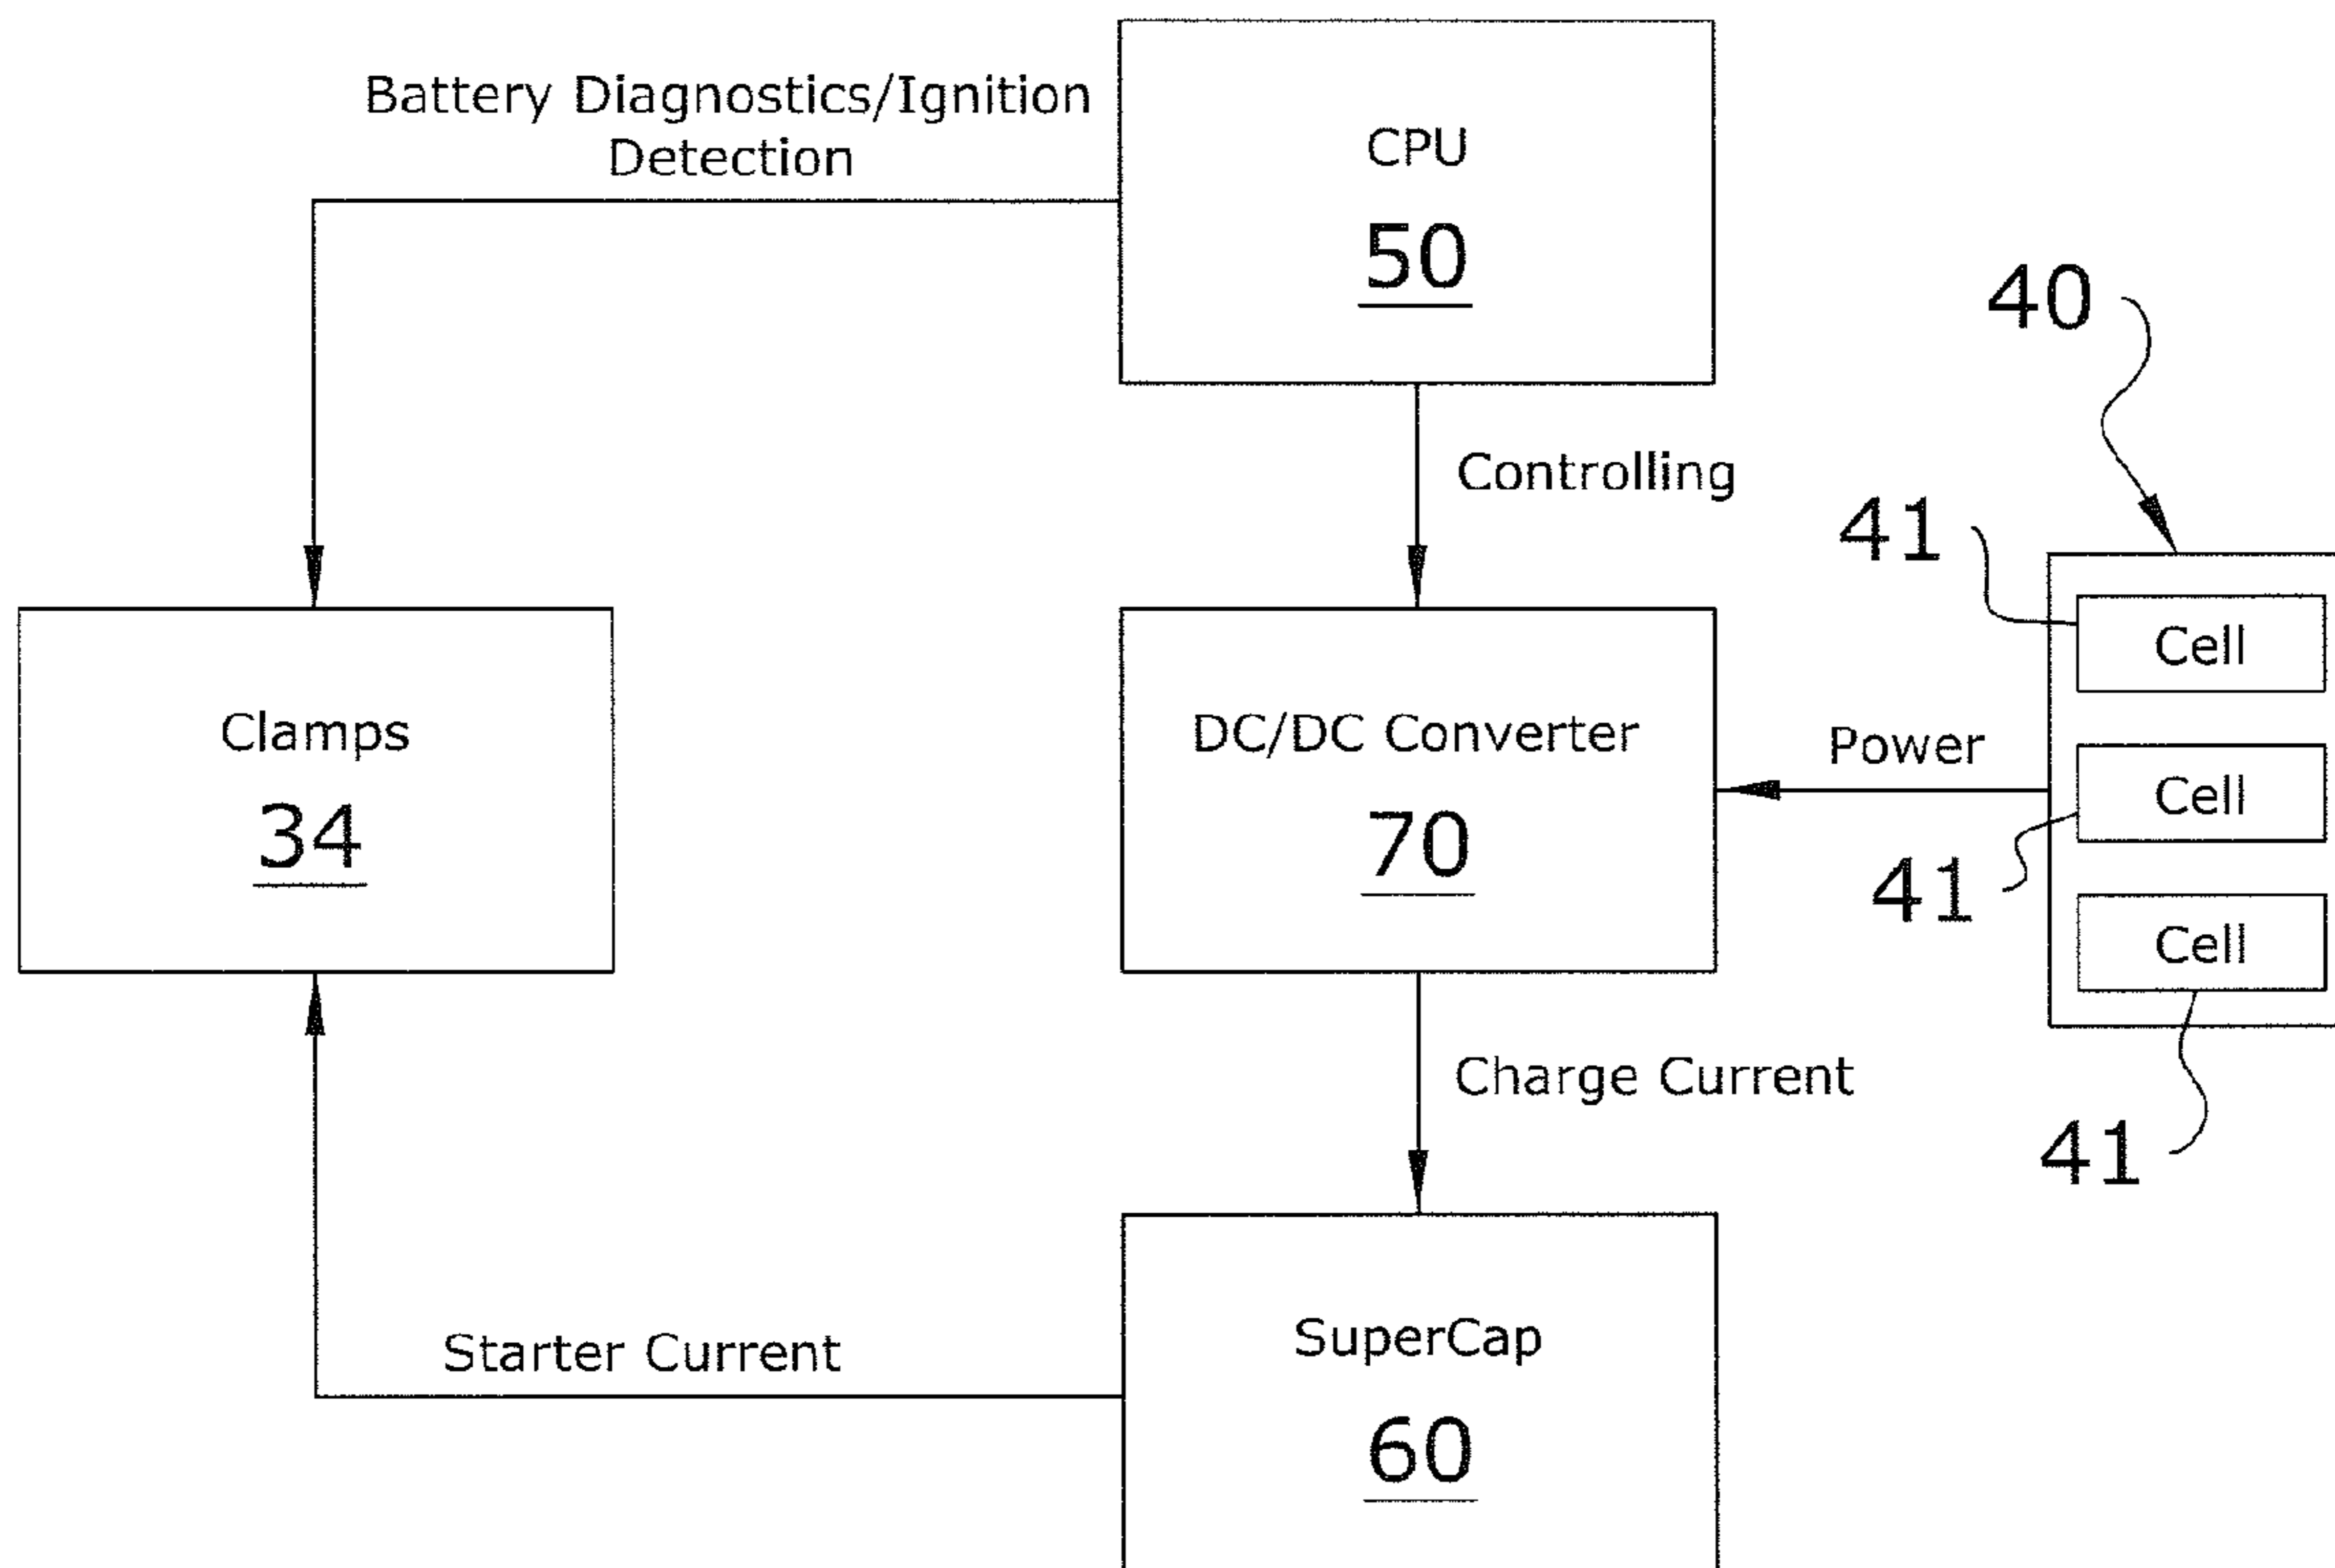 Battery Diagnostics/Ignition
Detection
CPU
50
40
Controlling
41
Cell
Clamps
34
DC/DC Converter
70
Power
Cell
41
Cell
Charge Current
41
Starter Current
SuperCap
60